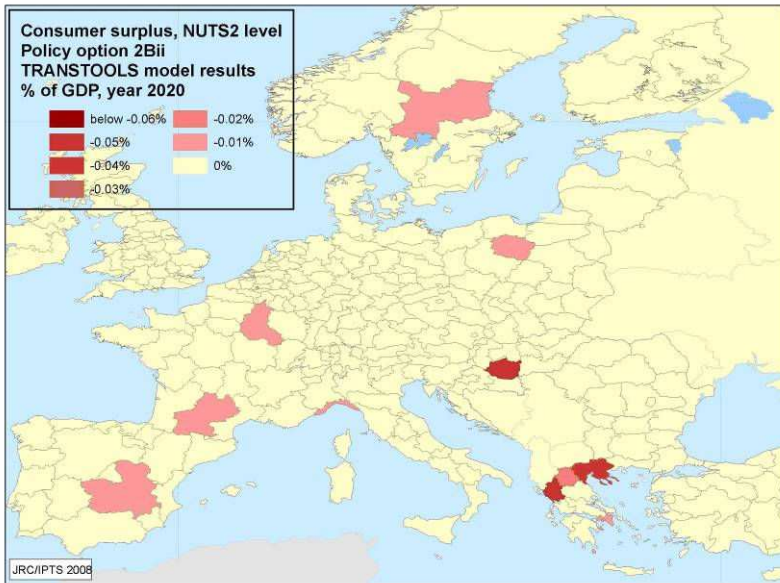 Consumer surplus, NUTS2 level
Policy option 2Bii
TRANSTOOLS model results
% of GDP, year 2020
below -0.06%
-0.05%
-0.04%
-0.03%
-0.02%
-0.01%
0%
JRC/IPTS 2008